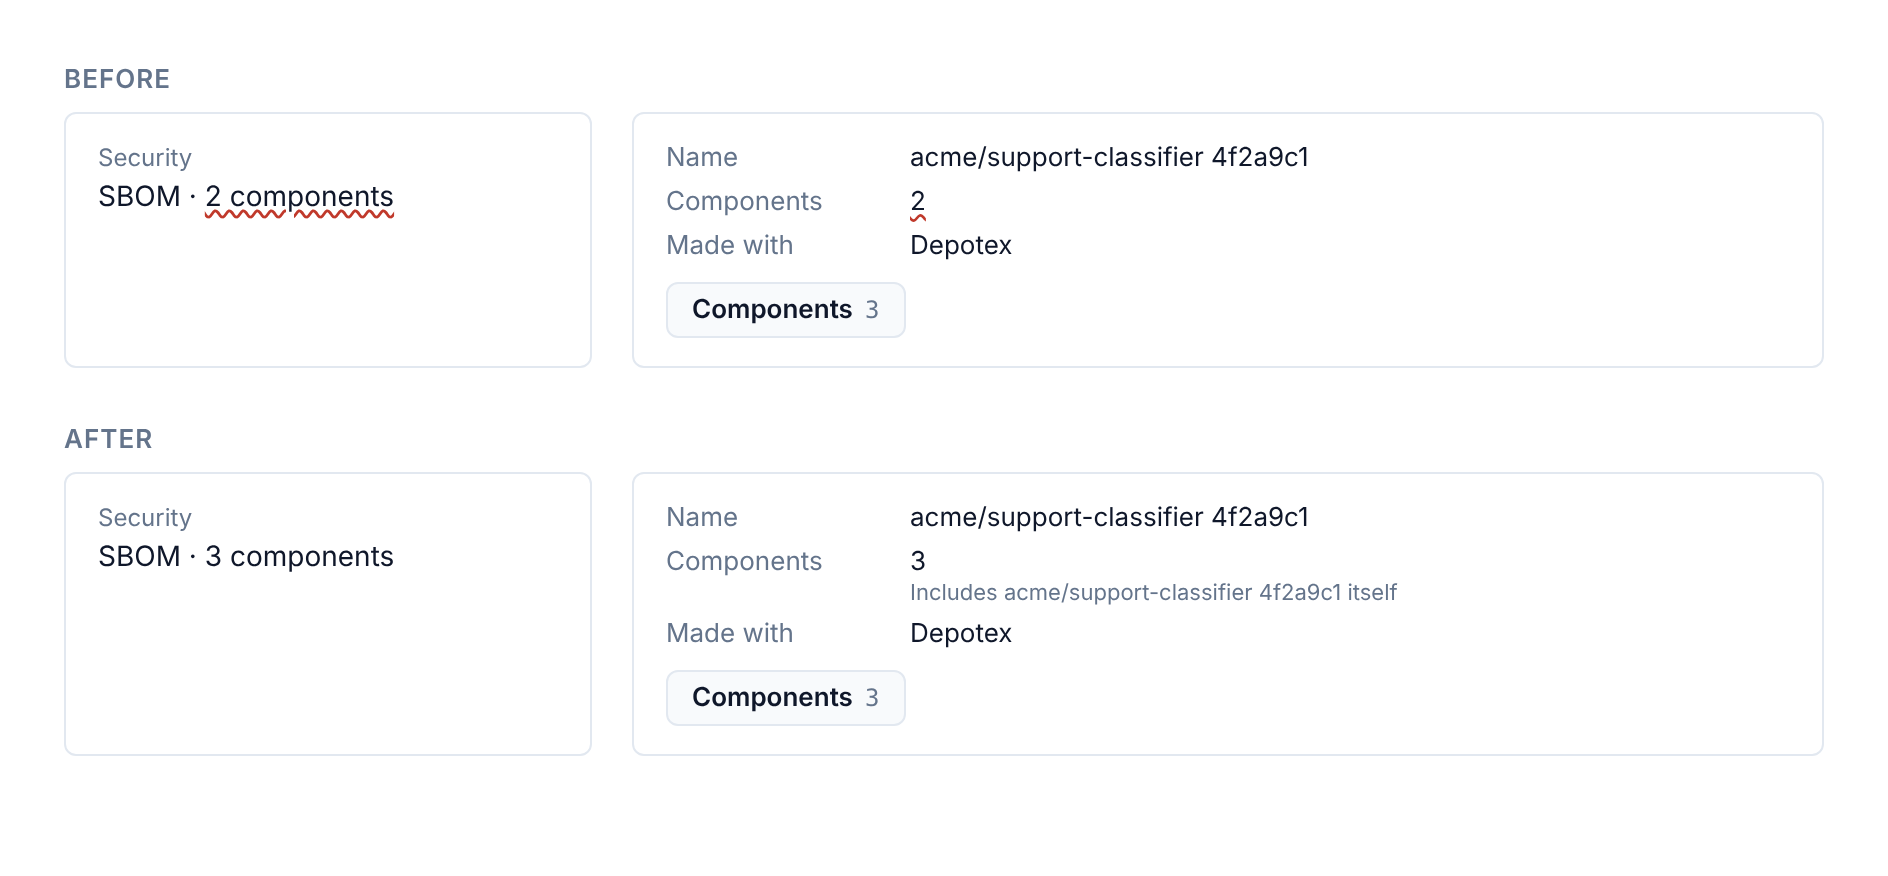 BEFORE
Security
SBOM · 2 components
Name acme/support-classifier 4f2a9c1
Components 2
Made with Depotex
Components 3
AFTER
Security
SBOM · 3 components
Name acme/support-classifier 4f2a9c1
Components 3
Includes acme/support-classifier 4f2a9c1 itself
Made with Depotex
Components 3